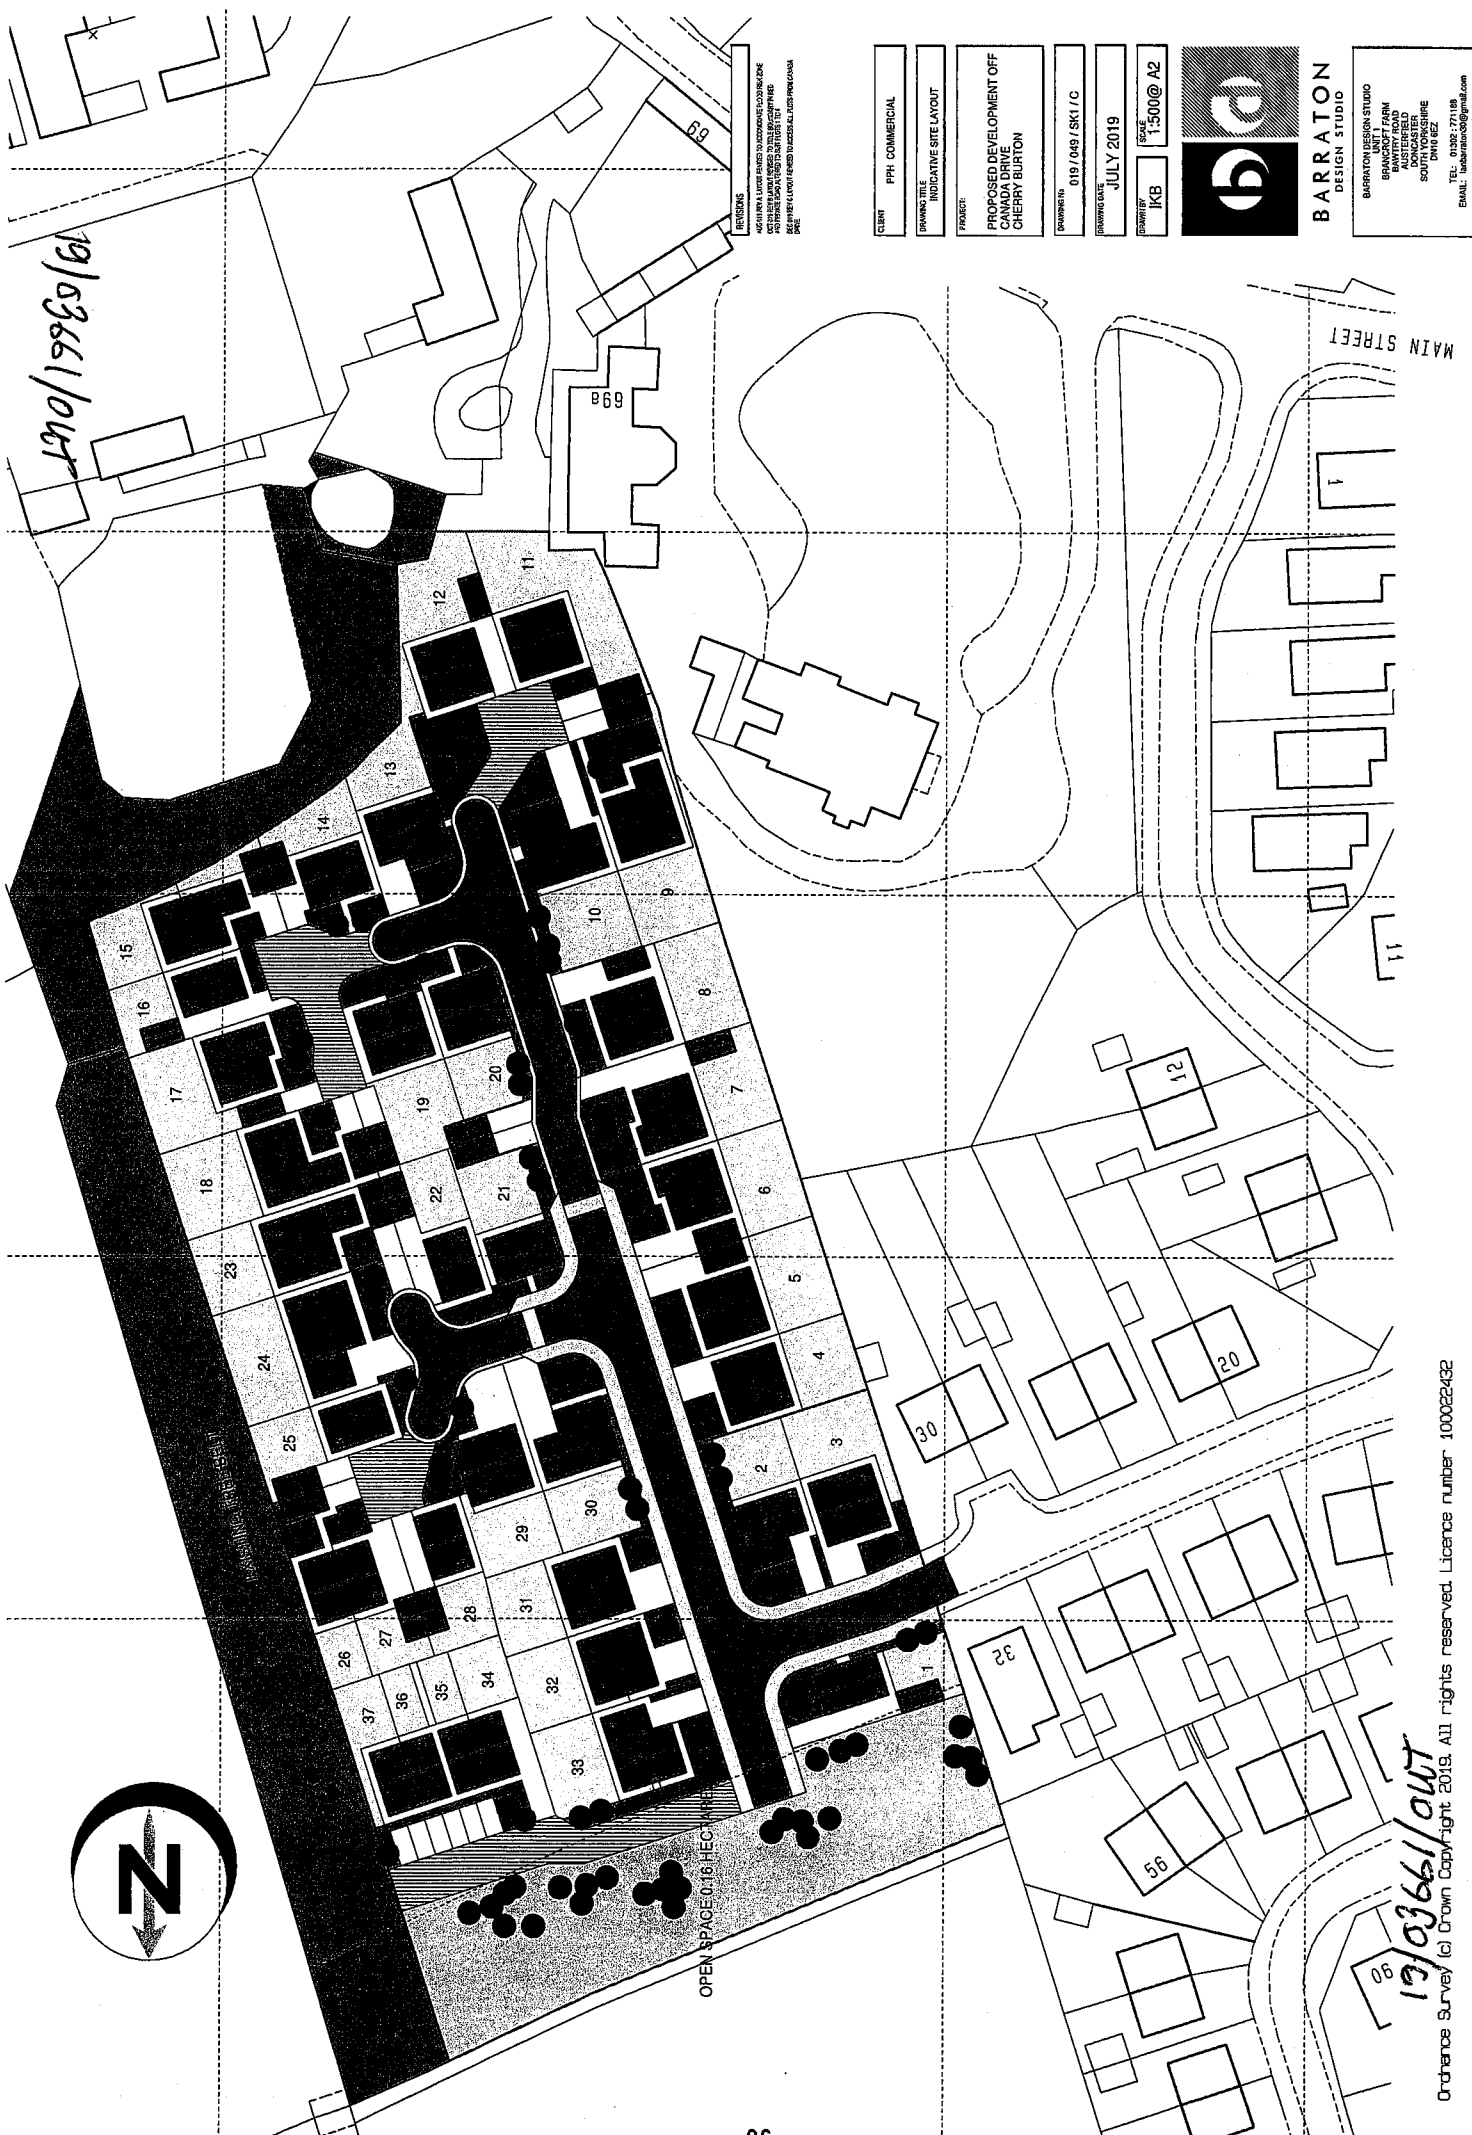 19/03661/OUT
REVISIONS
CLIENT
PPH COMMERCIAL
DRAWING TITLE
INDICATIVE SITE LAYOUT
PROJECT:
PROPOSED DEVELOPMENT OFF
CANADA DRIVE
CHERRY BURTON
DRAWING No
019 / 049 / SK1 / C
DRAWING DATE
JULY 2019
DRAWN BY
IKB
SCALE
1:500@ A2
b d
BARRATON
DESIGN STUDIO
BARRATON DESIGN STUDIO
UNIT 1
BRANCROFT FARM
BAWTRY ROAD
AUSTERFIELD
DONCASTER
SOUTH YORKSHIRE
DN10 6EZ
TEL: 01302 : 771188
69
69a
MAIN STREET
1
11
12
20
30
32
56
90
1
2
3
4
5
6
7
8
9
10
11
12
13
14
15
16
17
18
19
20
21
22
23
24
25
26
27
28
29
30
31
32
33
34
35
36
37
OPEN SPACE 0.16 HECTARE
N
19/03661/OUT
Ordnance Survey (c) Crown Copyright 2019. All rights reserved. Licence number 100022432